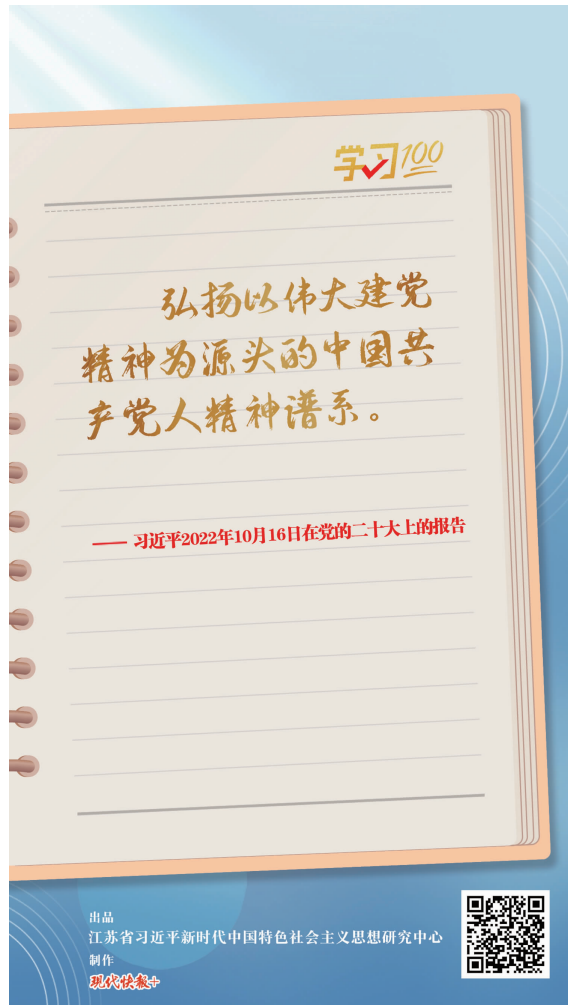 学习100
弘扬以伟大建党
精神为源头的中国共
产党人精神谱系。
—— 习近平2022年10月16日在党的二十大上的报告
出品
江苏省习近平新时代中国特色社会主义思想研究中心
制作
现代快报+